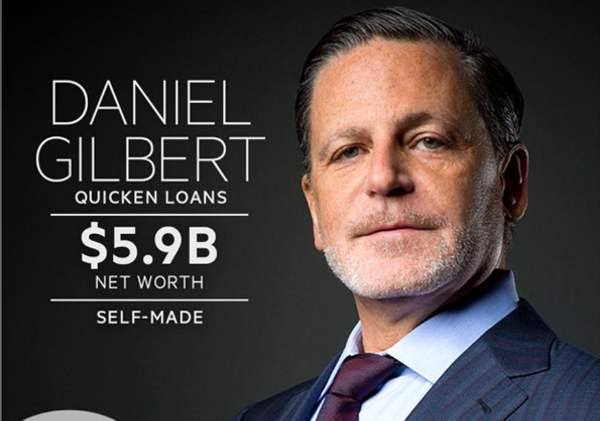 DANIEL
GILBERT
QUICKEN LOANS
$5.9B
NET WORTH
SELF-MADE